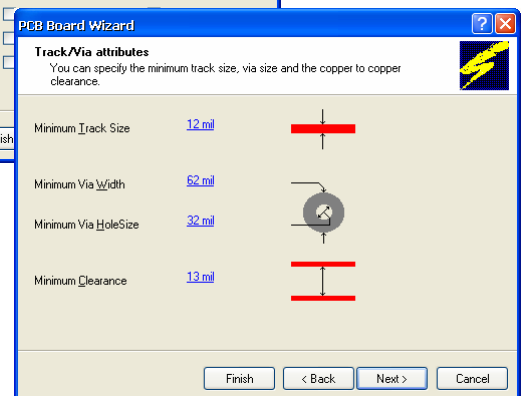 PCB Board Wizard
Track/Via attributes
You can specify the minimum track size, via size and the copper to copper
clearance.
Minimum Track Size 12 mil
Minimum Via Width 62 mil
Minimum Via HoleSize 32 mil
Minimum Clearance 13 mil
ish
Finish < Back Next > Cancel